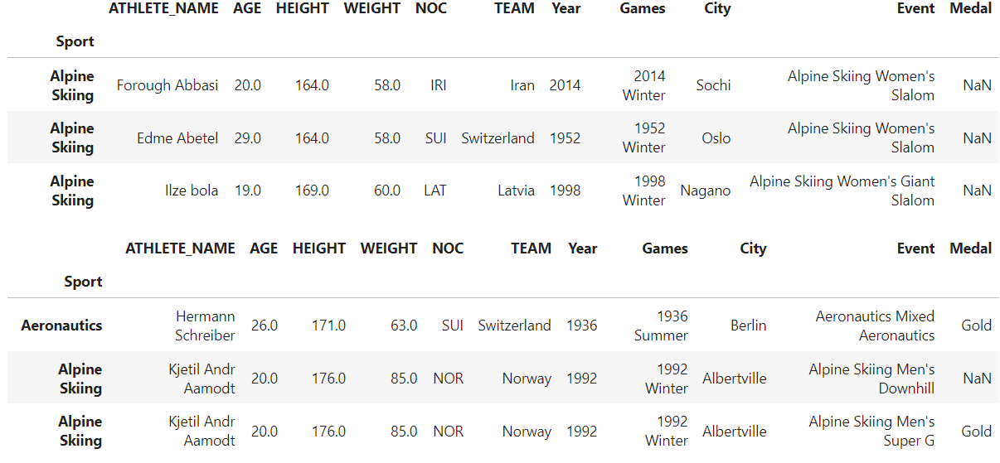 ATHLETE_NAME AGE HEIGHT WEIGHT NOC TEAM Year Games City Event Medal
Sport
Alpine Skiing Forough Abbasi 20.0 164.0 58.0 IRI Iran 2014 2014 Winter Sochi Alpine Skiing Women's Slalom NaN
Alpine Skiing Edme Abetel 29.0 164.0 58.0 SUI Switzerland 1952 1952 Winter Oslo Alpine Skiing Women's Slalom NaN
Alpine Skiing Ilze bola 19.0 169.0 60.0 LAT Latvia 1998 1998 Winter Nagano Alpine Skiing Women's Giant Slalom NaN
ATHLETE_NAME AGE HEIGHT WEIGHT NOC TEAM Year Games City Event Medal
Sport
Aeronautics Hermann Schreiber 26.0 171.0 63.0 SUI Switzerland 1936 1936 Summer Berlin Aeronautics Mixed Aeronautics Gold
Alpine Skiing Kjetil Andr Aamodt 20.0 176.0 85.0 NOR Norway 1992 1992 Winter Albertville Alpine Skiing Men's Downhill NaN
Alpine Skiing Kjetil Andr Aamodt 20.0 176.0 85.0 NOR Norway 1992 1992 Winter Albertville Alpine Skiing Men's Super G Gold